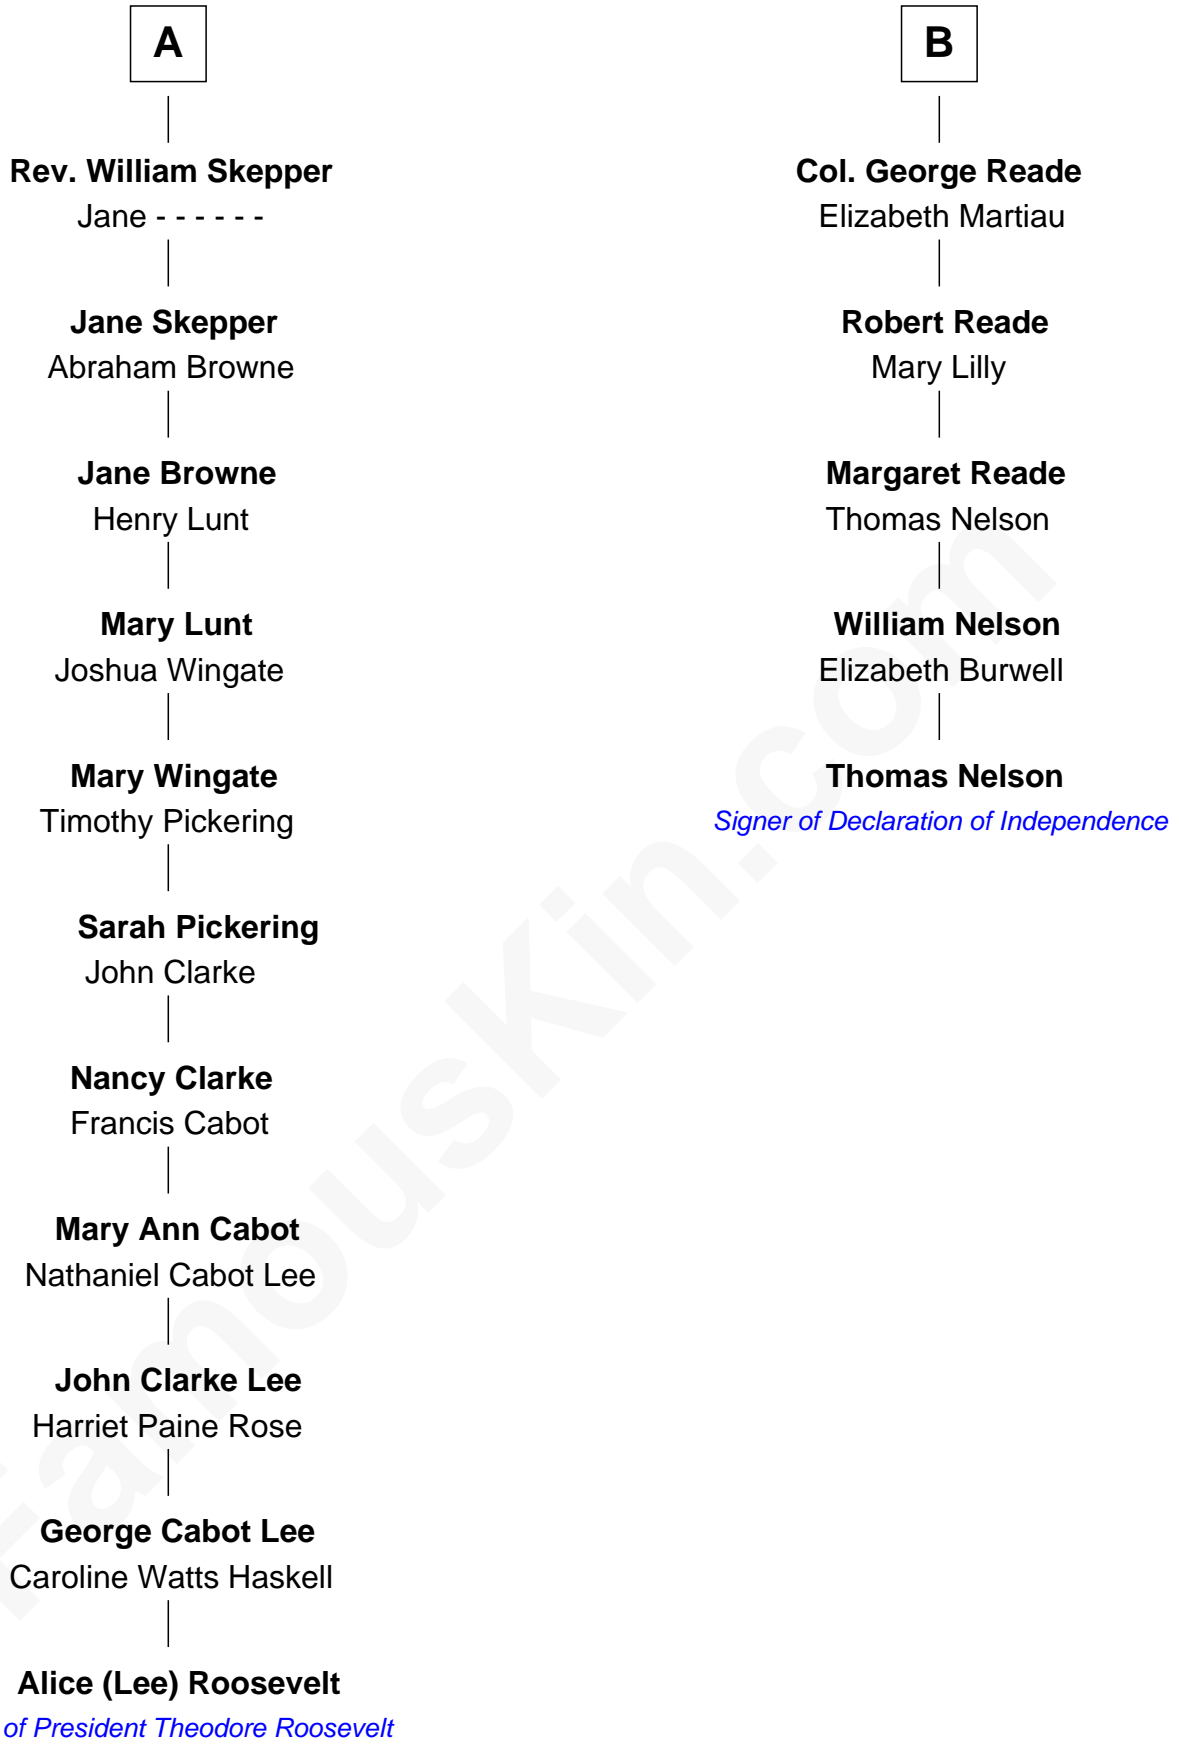 A
Rev. William Skepper
Jane - - - - - -
Jane Skepper
Abraham Browne
Jane Browne
Henry Lunt
Mary Lunt
Joshua Wingate
Mary Wingate
Timothy Pickering
Sarah Pickering
John Clarke
Nancy Clarke
Francis Cabot
Mary Ann Cabot
Nathaniel Cabot Lee
John Clarke Lee
Harriet Paine Rose
George Cabot Lee
Caroline Watts Haskell
Alice (Lee) Roosevelt
of President Theodore Roosevelt
B
Col. George Reade
Elizabeth Martiau
Robert Reade
Mary Lilly
Margaret Reade
Thomas Nelson
William Nelson
Elizabeth Burwell
Thomas Nelson
Signer of Declaration of Independence
FamousKin.com